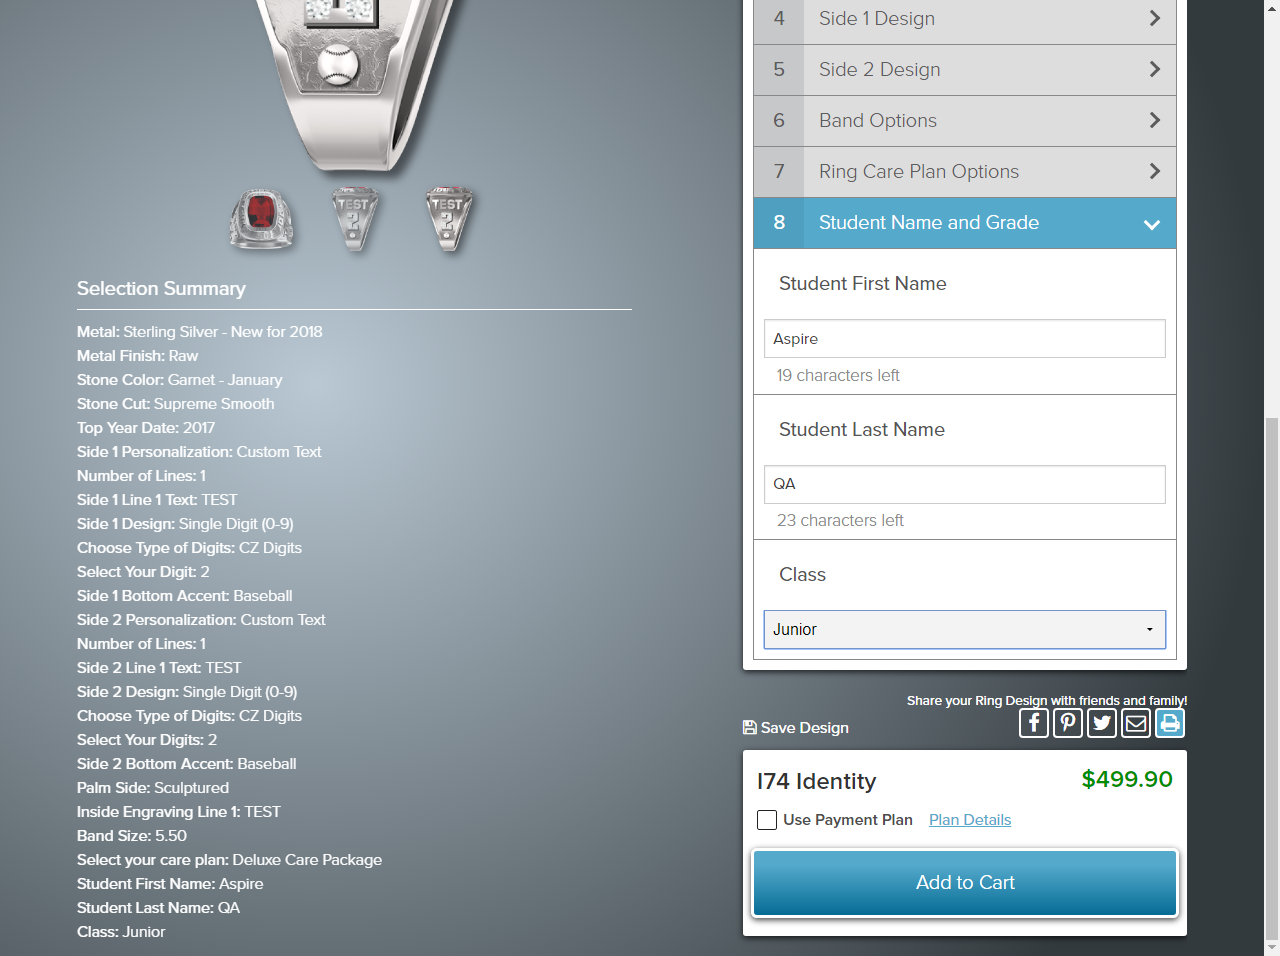 TEST
TEST
Selection Summary
Metal: Sterling Silver - New for 2018
Metal Finish: Raw
Stone Color: Garnet - January
Stone Cut: Supreme Smooth
Top Year Date: 2017
Side 1 Personalization: Custom Text
Number of Lines: 1
Side 1 Line 1 Text: TEST
Side 1 Design: Single Digit (0-9)
Choose Type of Digits: CZ Digits
Select Your Digit: 2
Side 1 Bottom Accent: Baseball
Side 2 Personalization: Custom Text
Number of Lines: 1
Side 2 Line 1 Text: TEST
Side 2 Design: Single Digit (0-9)
Choose Type of Digits: CZ Digits
Select Your Digits: 2
Side 2 Bottom Accent: Baseball
Palm Side: Sculptured
Inside Engraving Line 1: TEST
Band Size: 5.50
Select your care plan: Deluxe Care Package
Student First Name: Aspire
Student Last Name: QA
Class: Junior
4 Side 1 Design
5 Side 2 Design
6 Band Options
7 Ring Care Plan Options
8 Student Name and Grade
Student First Name
Aspire
19 characters left
Student Last Name
QA
23 characters left
Class
Junior
Share your Ring Design with friends and family!
Save Design
I74 Identity $499.90
Use Payment Plan Plan Details
Add to Cart